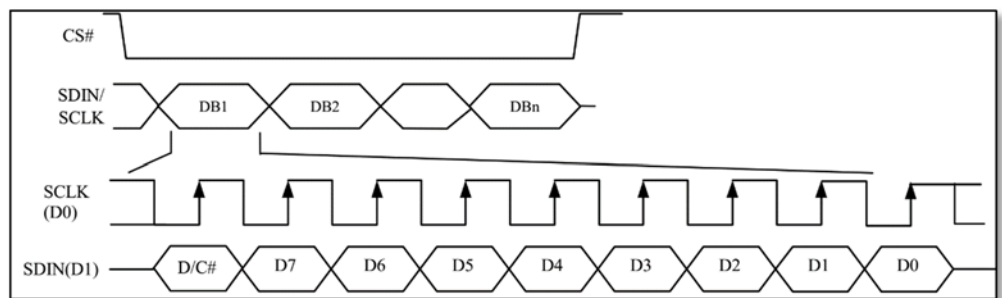 CS#
SDIN/
SCLK
DB1 DB2 DBn
SCLK
(D0)
SDIN(D1) D/C# D7 D6 D5 D4 D3 D2 D1 D0